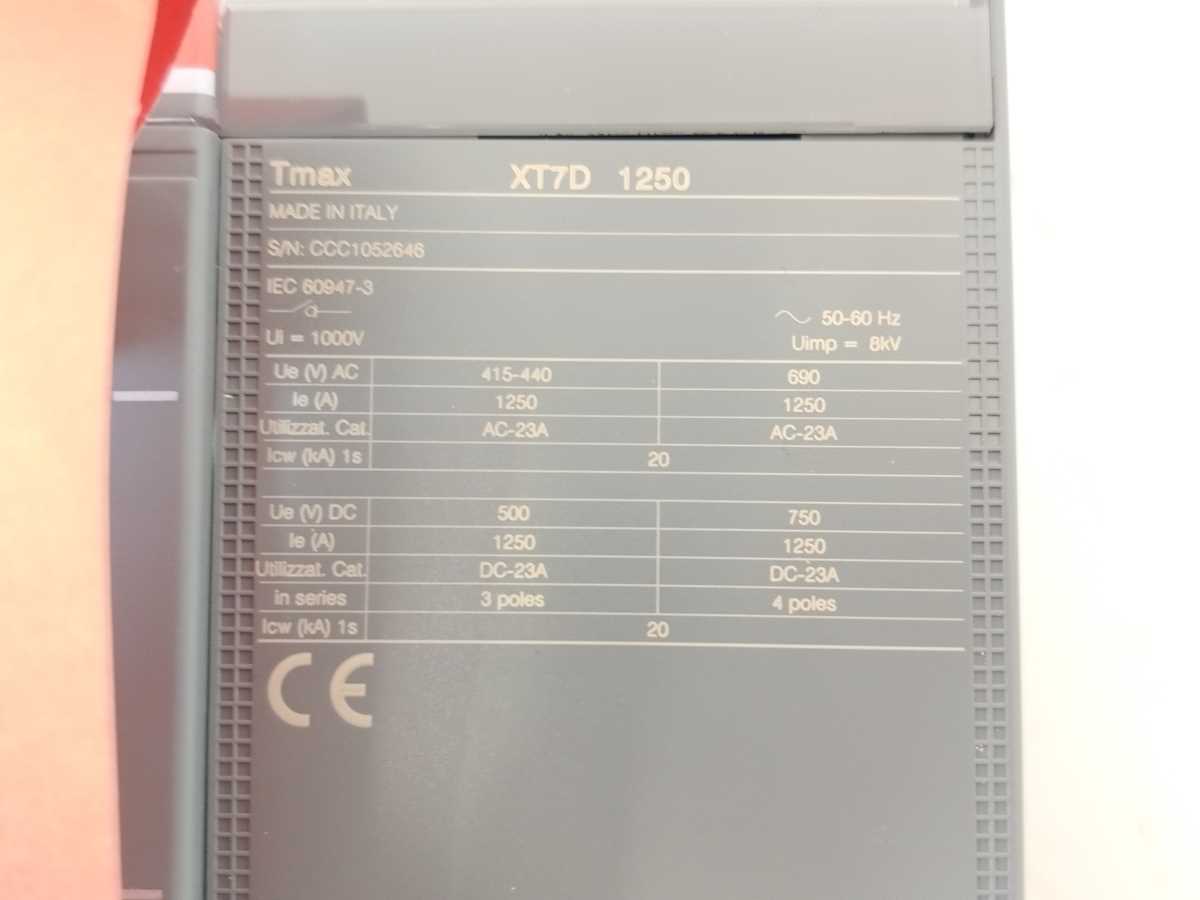 Tmax XT7D 1250
MADE IN ITALY
S/N: CCC1052646
IEC 60947-3
50-60 Hz
Ui = 1000V Uimp = 8kV
Ue (V) AC 415-440 690
Ie (A) 1250 1250
Utilizzat. Cat. AC-23A AC-23A
Icw (kA) 1s 20
Ue (V) DC 500 750
Ie (A) 1250 1250
Utilizzat. Cat. DC-23A DC-23A
in series 3 poles 4 poles
Icw (kA) 1s 20
CE